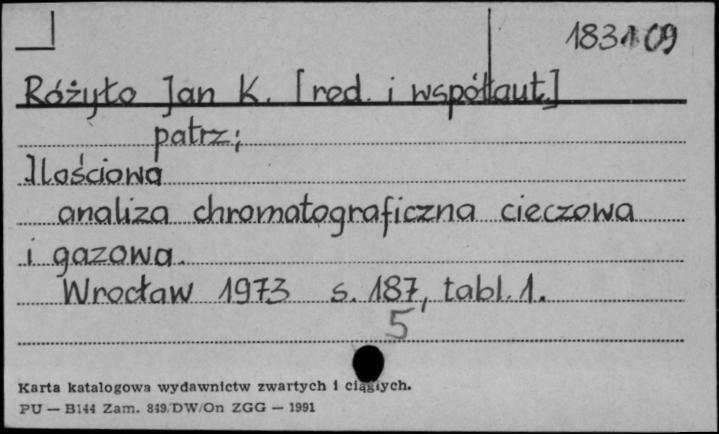 183109
Różyło Jan K. [red. i współaut.]
patrz;
Ilościowa
analiza chromatograficzna cieczowa
i gazowa.
Wrocław 1973 s. 187, tabl. 1.
5
Karta katalogowa wydawnictw zwartych i ciągłych.
PU — B144 Zam. 849/DW/On ZGG — 1991